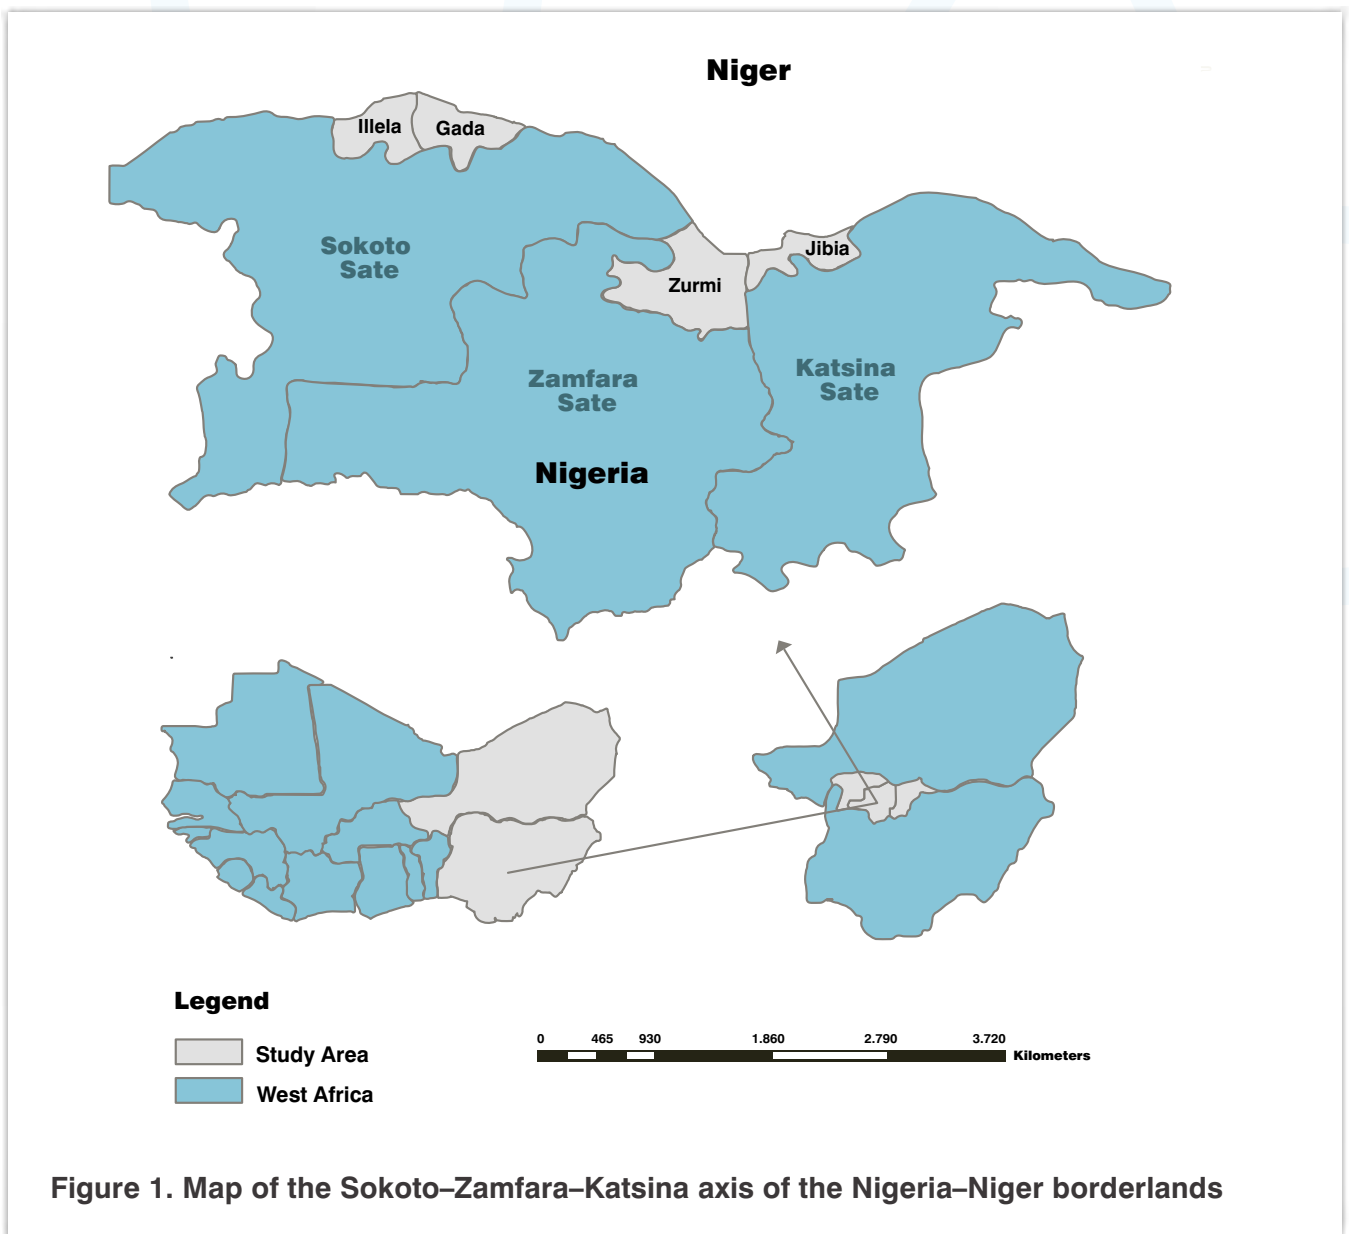 Niger
Illela
Gada
Sokoto
Sate
Jibia
Zurmi
Zamfara
Sate
Katsina
Sate
Nigeria
Legend
Study Area
West Africa
0 465 930 1.860 2.790 3.720
Kilometers
Figure 1. Map of the Sokoto–Zamfara–Katsina axis of the Nigeria–Niger borderlands